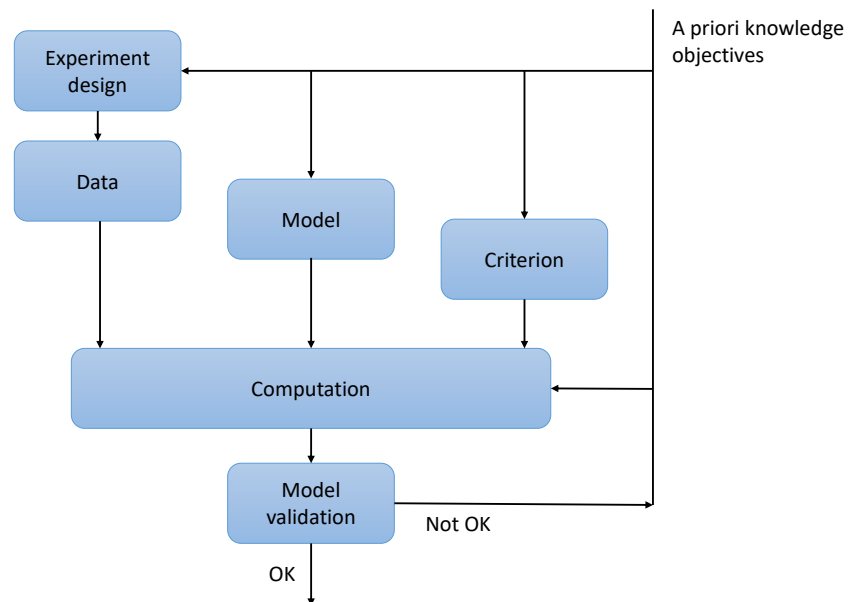 A priori knowledge
objectives
Experiment
design
Data
Model
Criterion
Computation
Model
validation
Not OK
OK